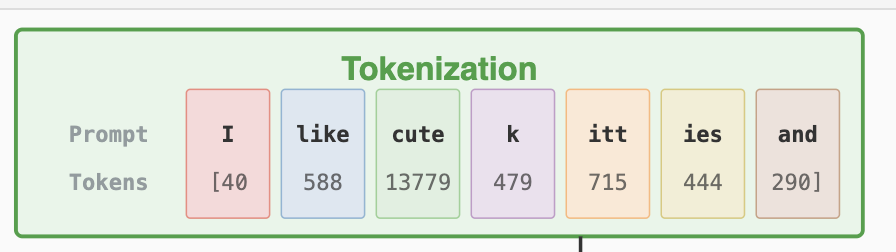 Tokenization
Prompt I like cute k itt ies and
Tokens [40 588 13779 479 715 444 290]